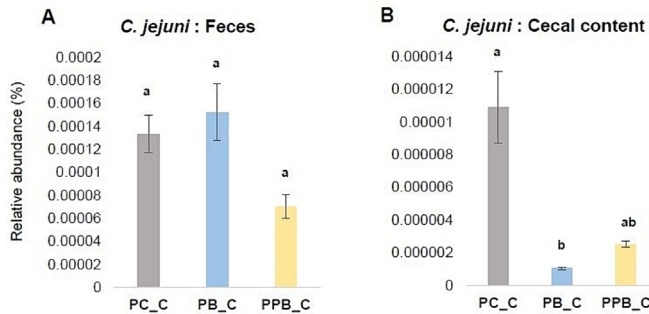 A
C. jejuni : Feces
Relative abundance (%)
0.0002
0.00018
0.00016
0.00014
0.00012
0.0001
0.00008
0.00006
0.00004
0.00002
0
a
a
a
PC_C
PB_C
PPB_C
B
C. jejuni : Cecal content
0.000014
0.000012
0.00001
0.000008
0.000006
0.000004
0.000002
0
a
b
ab
PC_C
PB_C
PPB_C